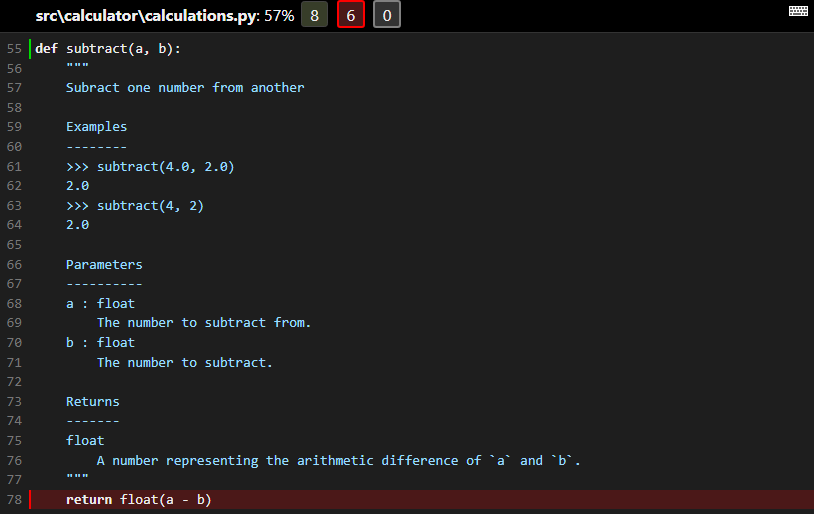 src\calculator\calculations.py: 57% 8 6 0
55 def subtract(a, b):
56     """
57     Subract one number from another
58
59     Examples
60     --------
61     >>> subtract(4.0, 2.0)
62     2.0
63     >>> subtract(4, 2)
64     2.0
65
66     Parameters
67     ----------
68     a : float
69         The number to subtract from.
70     b : float
71         The number to subtract.
72
73     Returns
74     -------
75     float
76         A number representing the arithmetic difference of `a` and `b`.
77     """
78     return float(a - b)